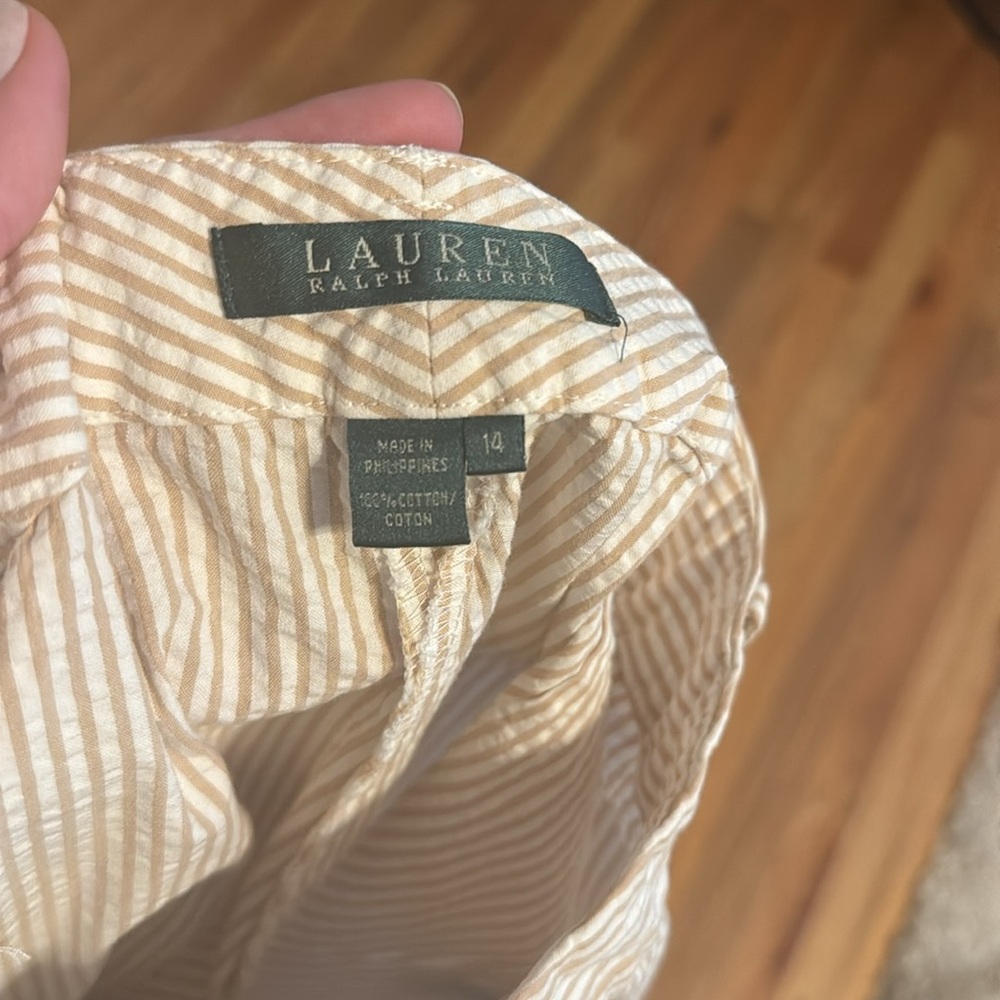 LAUREN
RALPH LAUREN
MADE IN
PHILIPPINES
14
100% COTTON/
COTON